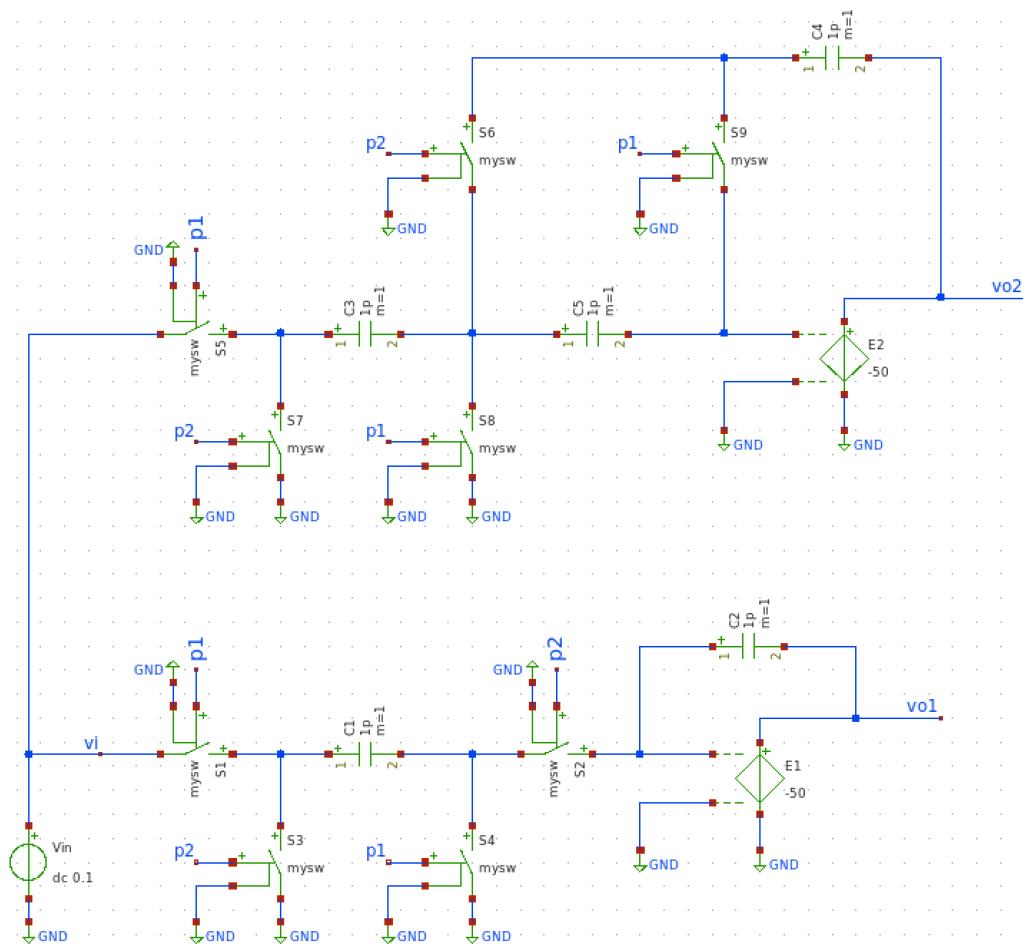 C4
1p
m=1
1
2
S6
mysw
p2
GND
S9
mysw
p1
GND
p1
GND
mysw
S5
C3
1p
m=1
1
2
C5
1p
m=1
1
2
vo2
E2
-50
GND
GND
S7
mysw
p2
GND
GND
S8
mysw
p1
GND
GND
C2
1p
m=1
1
2
p1
GND
p2
GND
vi
mysw
S1
C1
1p
m=1
1
2
mysw
S2
vo1
E1
-50
GND
GND
Vin
dc 0.1
GND
S3
mysw
p2
GND
GND
S4
mysw
p1
GND
GND